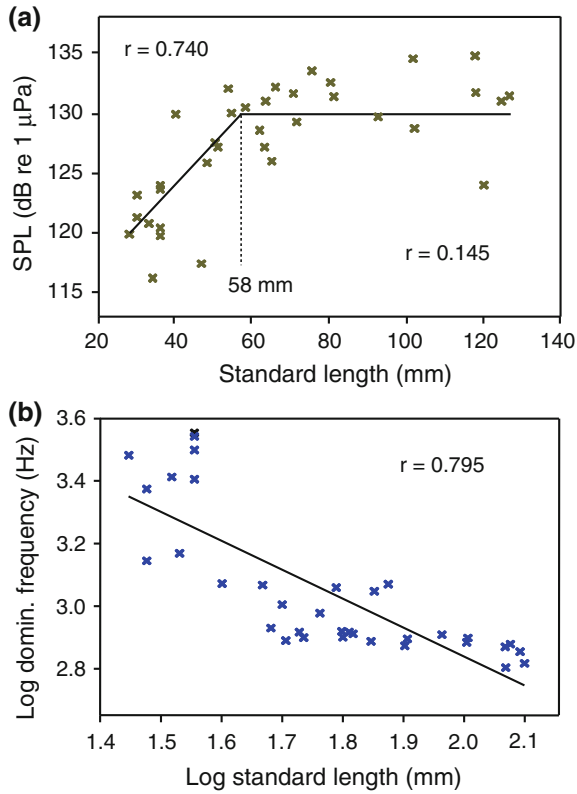 (a)
r = 0.740
135
130
125
120
115
SPL (dB re 1 μPa)
r = 0.145
58 mm
20 40 60 80 100 120 140
Standard length (mm)
(b)
3.6
3.4
3.2
3.0
2.8
Log domin. frequency (Hz)
r = 0.795
1.4 1.5 1.6 1.7 1.8 1.9 2.0 2.1
Log standard length (mm)